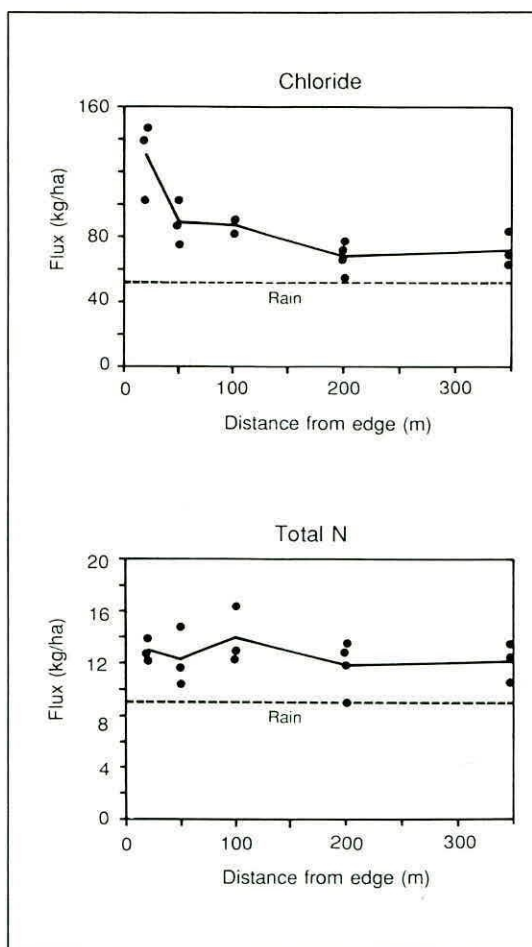 Chloride
160
120
80
40
0
Flux (kg/ha)
Rain
0 100 200 300
Distance from edge (m)
Total N
20
16
12
8
4
0
Flux (kg/ha)
Rain
0 100 200 300
Distance from edge (m)